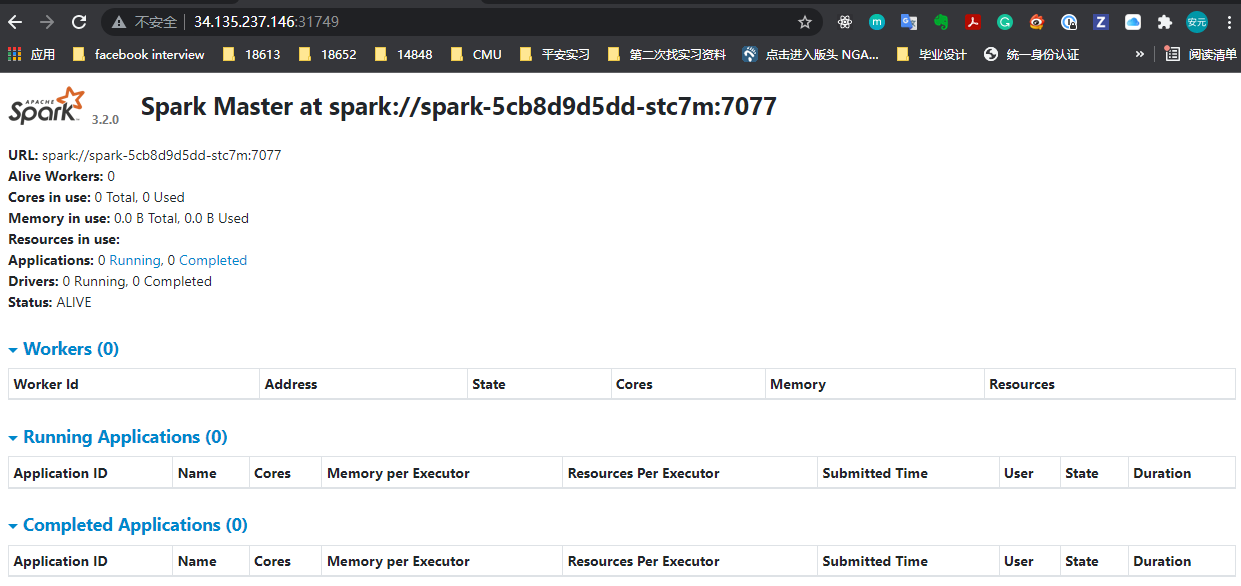 不安全 34.135.237.146:31749
应用 facebook interview 18613 18652 14848 CMU 平安实习 第二次找实习资料 点击进入版头 NGA... 毕业设计 统一身份认证 » 阅读清单
APACHE Spark 3.2.0 Spark Master at spark://spark-5cb8d9d5dd-stc7m:7077
URL: spark://spark-5cb8d9d5dd-stc7m:7077
Alive Workers: 0
Cores in use: 0 Total, 0 Used
Memory in use: 0.0 B Total, 0.0 B Used
Resources in use:
Applications: 0 Running, 0 Completed
Drivers: 0 Running, 0 Completed
Status: ALIVE
Workers (0)
Worker Id Address State Cores Memory Resources
Running Applications (0)
Application ID Name Cores Memory per Executor Resources Per Executor Submitted Time User State Duration
Completed Applications (0)
Application ID Name Cores Memory per Executor Resources Per Executor Submitted Time User State Duration